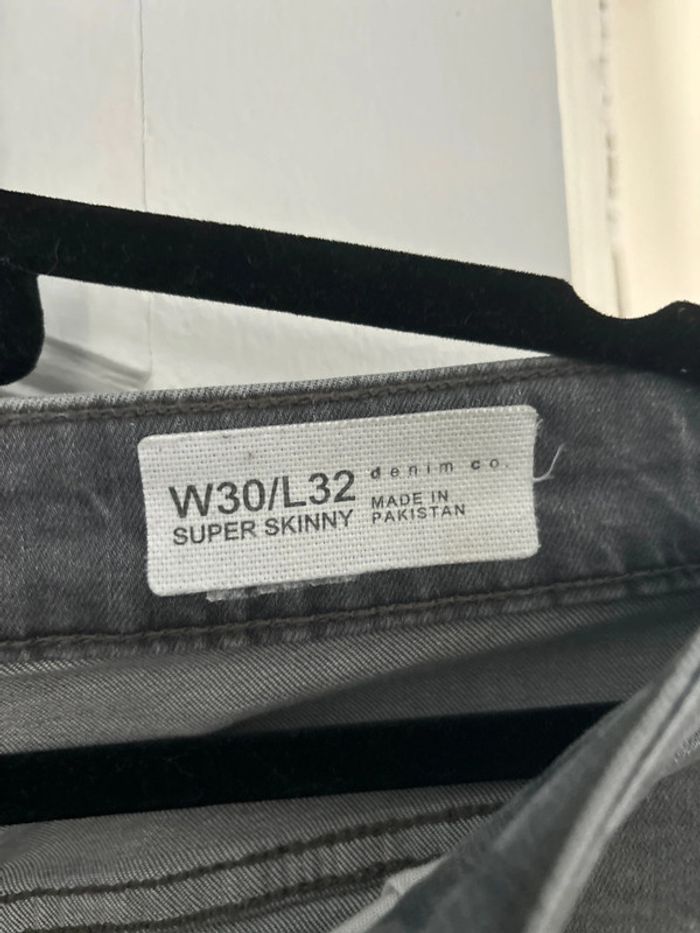 W30/L32
SUPER SKINNY
denim co.
MADE IN
PAKISTAN